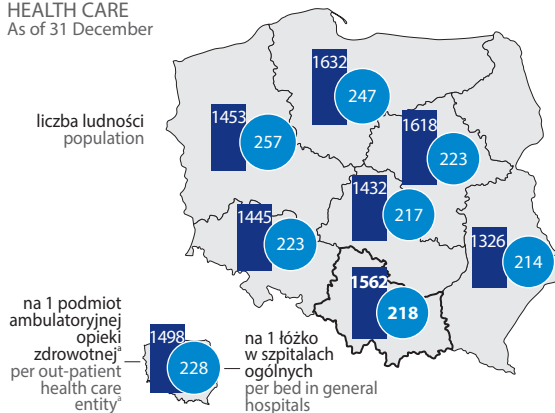 HEALTH CARE
As of 31 December
1632
247
1453
257
liczba ludności
population
1618
223
1432
217
1445
223
1326
214
1562
218
na 1 podmiot
ambulatoryjnej
opieki
zdrowotnejª
per out-patient
health care
entityª
1498
228
na 1 łóżko
w szpitalach
ogólnych
per bed in general
hospitals